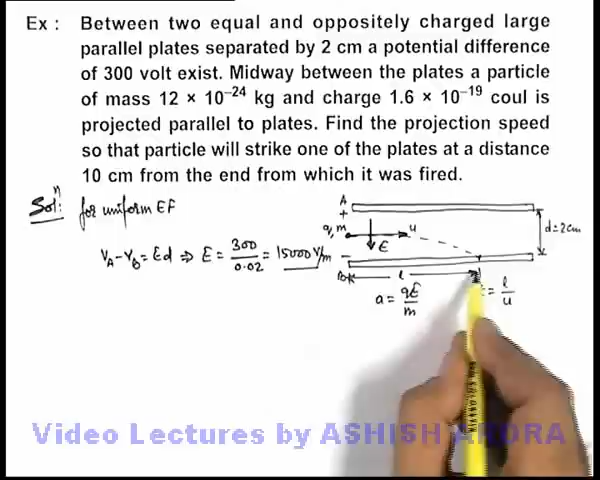 Ex : Between two equal and oppositely charged large
parallel plates separated by 2 cm a potential difference
of 300 volt exist. Midway between the plates a particle
of mass 12 × 10⁻²⁴ kg and charge 1.6 × 10⁻¹⁹ coul is
projected parallel to plates. Find the projection speed
so that particle will strike one of the plates at a distance
10 cm from the end from which it was fired.
Solⁿ: for uniform EF
A
+
q, m
u
E
d=2cm
V_A - V_B = Ed ⇒ E = 300/0.02 = 15000 V/m
−
B
l
a = qE/m
= l/u
Video Lectures by ASHISH ARORA